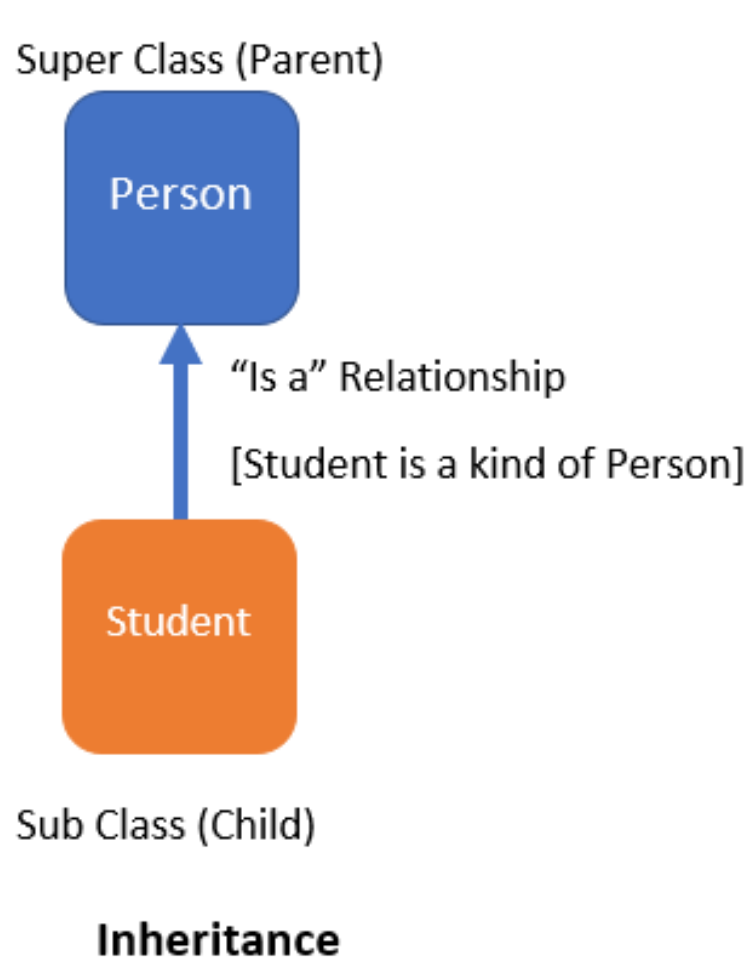 Super Class (Parent)
Person
“Is a” Relationship
[Student is a kind of Person]
Student
Sub Class (Child)
Inheritance